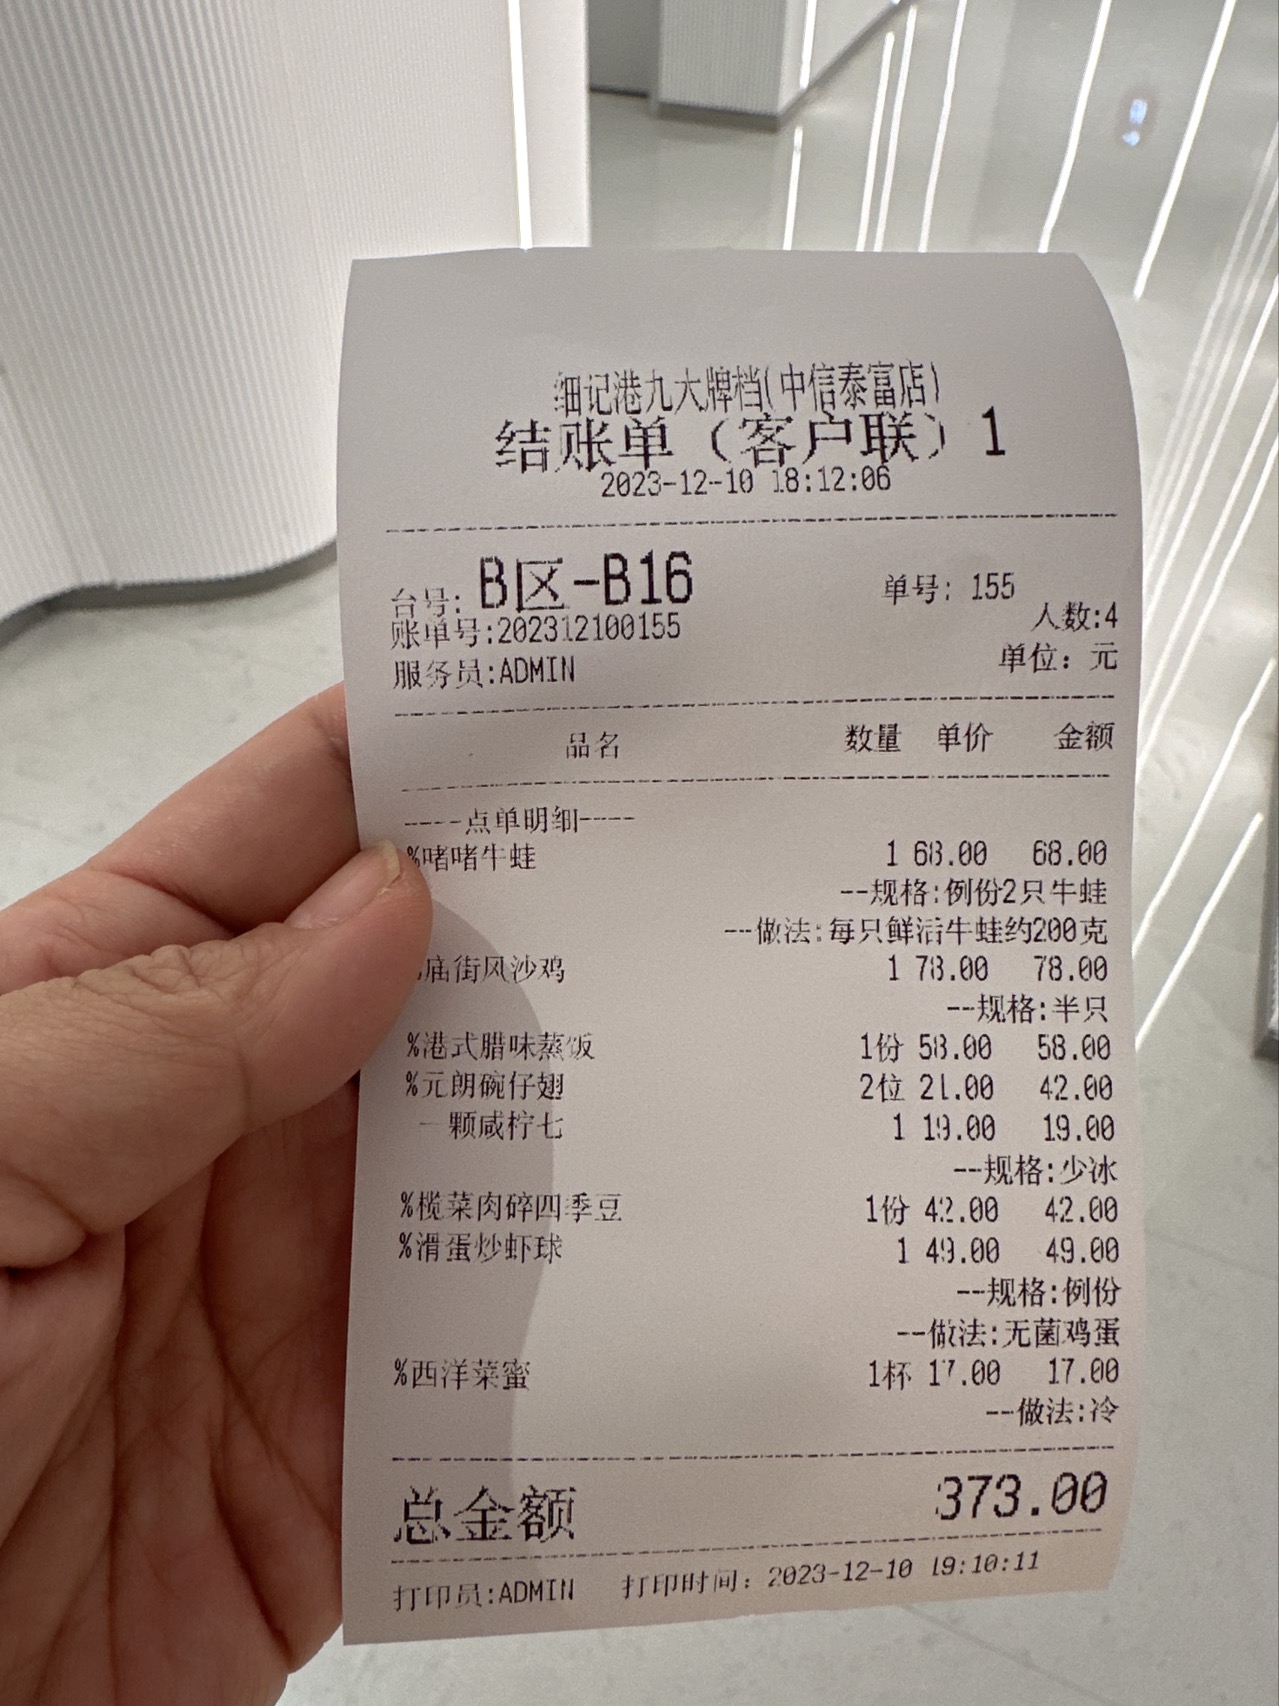 细记港九大牌档(中信泰富店)
结账单（客户联）1
2023-12-10 18:12:06
台号: B区-B16 单号: 155
人数:4
账单号:202312100155
服务员:ADMIN 单位: 元
品名 数量 单价 金额
----点单明细----
%啫啫牛蛙 1 68.00 68.00
--规格:例份2只牛蛙
--做法:每只鲜活牛蛙约200克
%庙街风沙鸡 1 78.00 78.00
--规格:半只
%港式腊味蒸饭 1份 58.00 58.00
%元朗碗仔翅 2位 21.00 42.00
一颗咸柠七 1 19.00 19.00
--规格:少冰
%榄菜肉碎四季豆 1份 42.00 42.00
%滑蛋炒虾球 1 49.00 49.00
--规格:例份
--做法:无菌鸡蛋
%西洋菜蜜 1杯 17.00 17.00
--做法:冷
总金额 373.00
打印员:ADMIN 打印时间: 2023-12-10 19:10:11